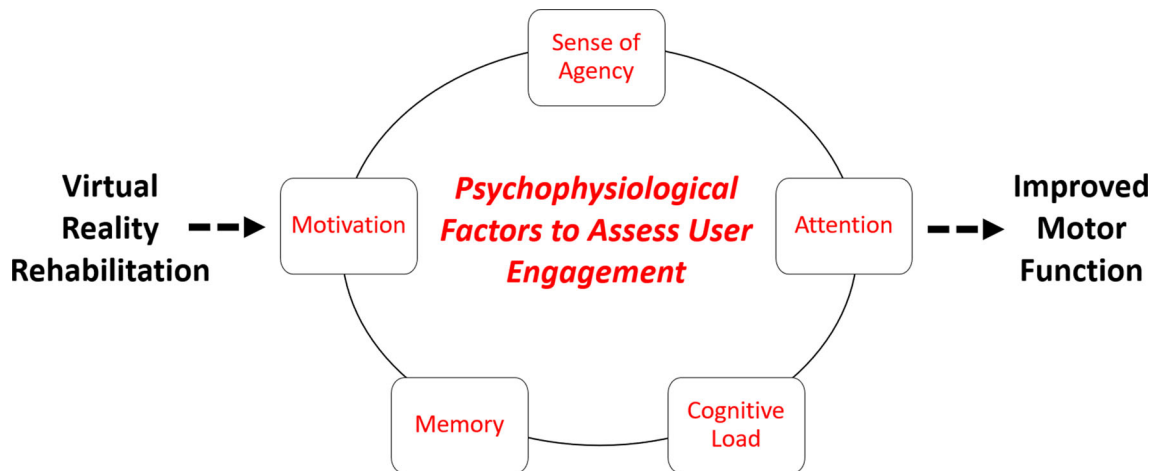 Sense of
Agency
Virtual
Reality
Rehabilitation
Motivation
Psychophysiological
Factors to Assess User
Engagement
Attention
Improved
Motor
Function
Memory
Cognitive
Load